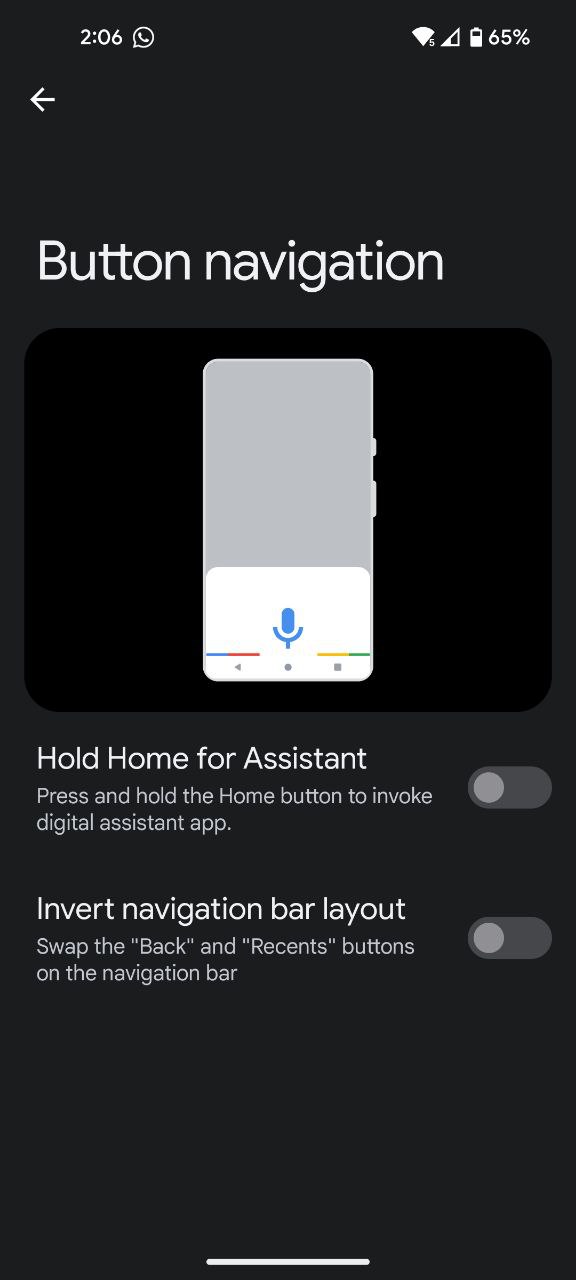 2:06
5
65%
Button navigation
Hold Home for Assistant
Press and hold the Home button to invoke
digital assistant app.
Invert navigation bar layout
Swap the "Back" and "Recents" buttons
on the navigation bar